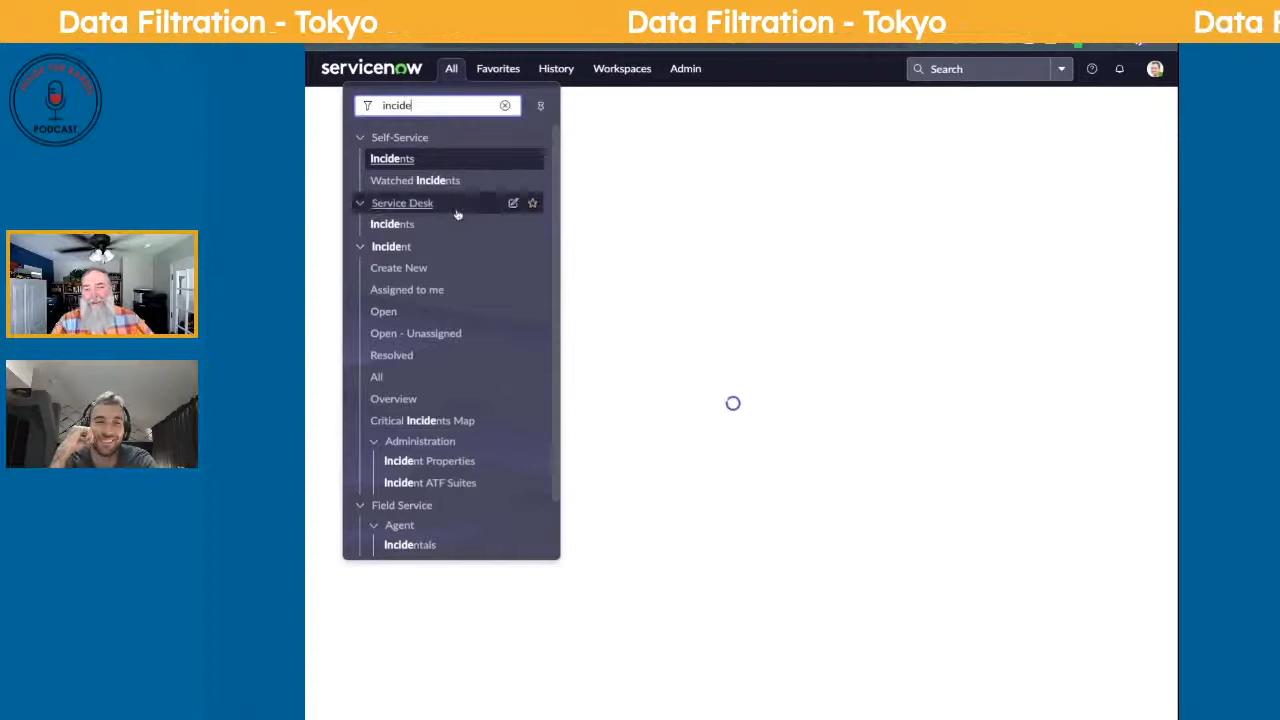 Data Filtration - Tokyo
Data Filtration - Tokyo
Data F
PODCAST
servicenow All Favorites History Workspaces Admin Search
incide
Self-Service
Incidents
Watched Incidents
Service Desk
Incidents
Incident
Create New
Assigned to me
Open
Open - Unassigned
Resolved
All
Overview
Critical Incidents Map
Administration
Incident Properties
Incident ATF Suites
Field Service
Agent
Incidentals